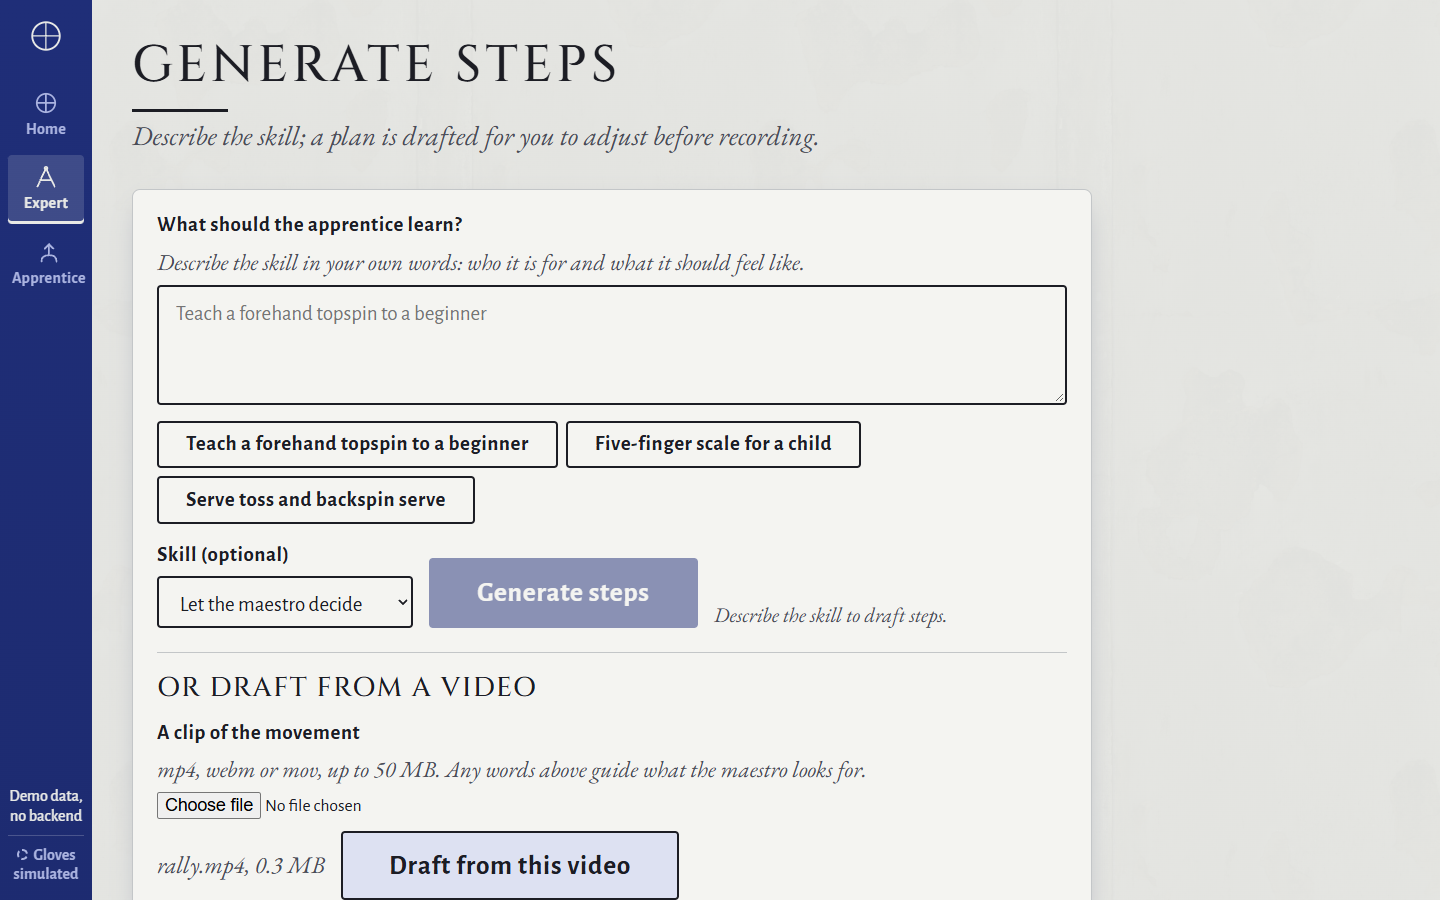 Home
Expert
Apprentice
Demo data,
no backend
Gloves
simulated
GENERATE STEPS
Describe the skill; a plan is drafted for you to adjust before recording.
What should the apprentice learn?
Describe the skill in your own words: who it is for and what it should feel like.
Teach a forehand topspin to a beginner
Teach a forehand topspin to a beginner
Five-finger scale for a child
Serve toss and backspin serve
Skill (optional)
Let the maestro decide
Generate steps
Describe the skill to draft steps.
OR DRAFT FROM A VIDEO
A clip of the movement
mp4, webm or mov, up to 50 MB. Any words above guide what the maestro looks for.
Choose file No file chosen
rally.mp4, 0.3 MB
Draft from this video